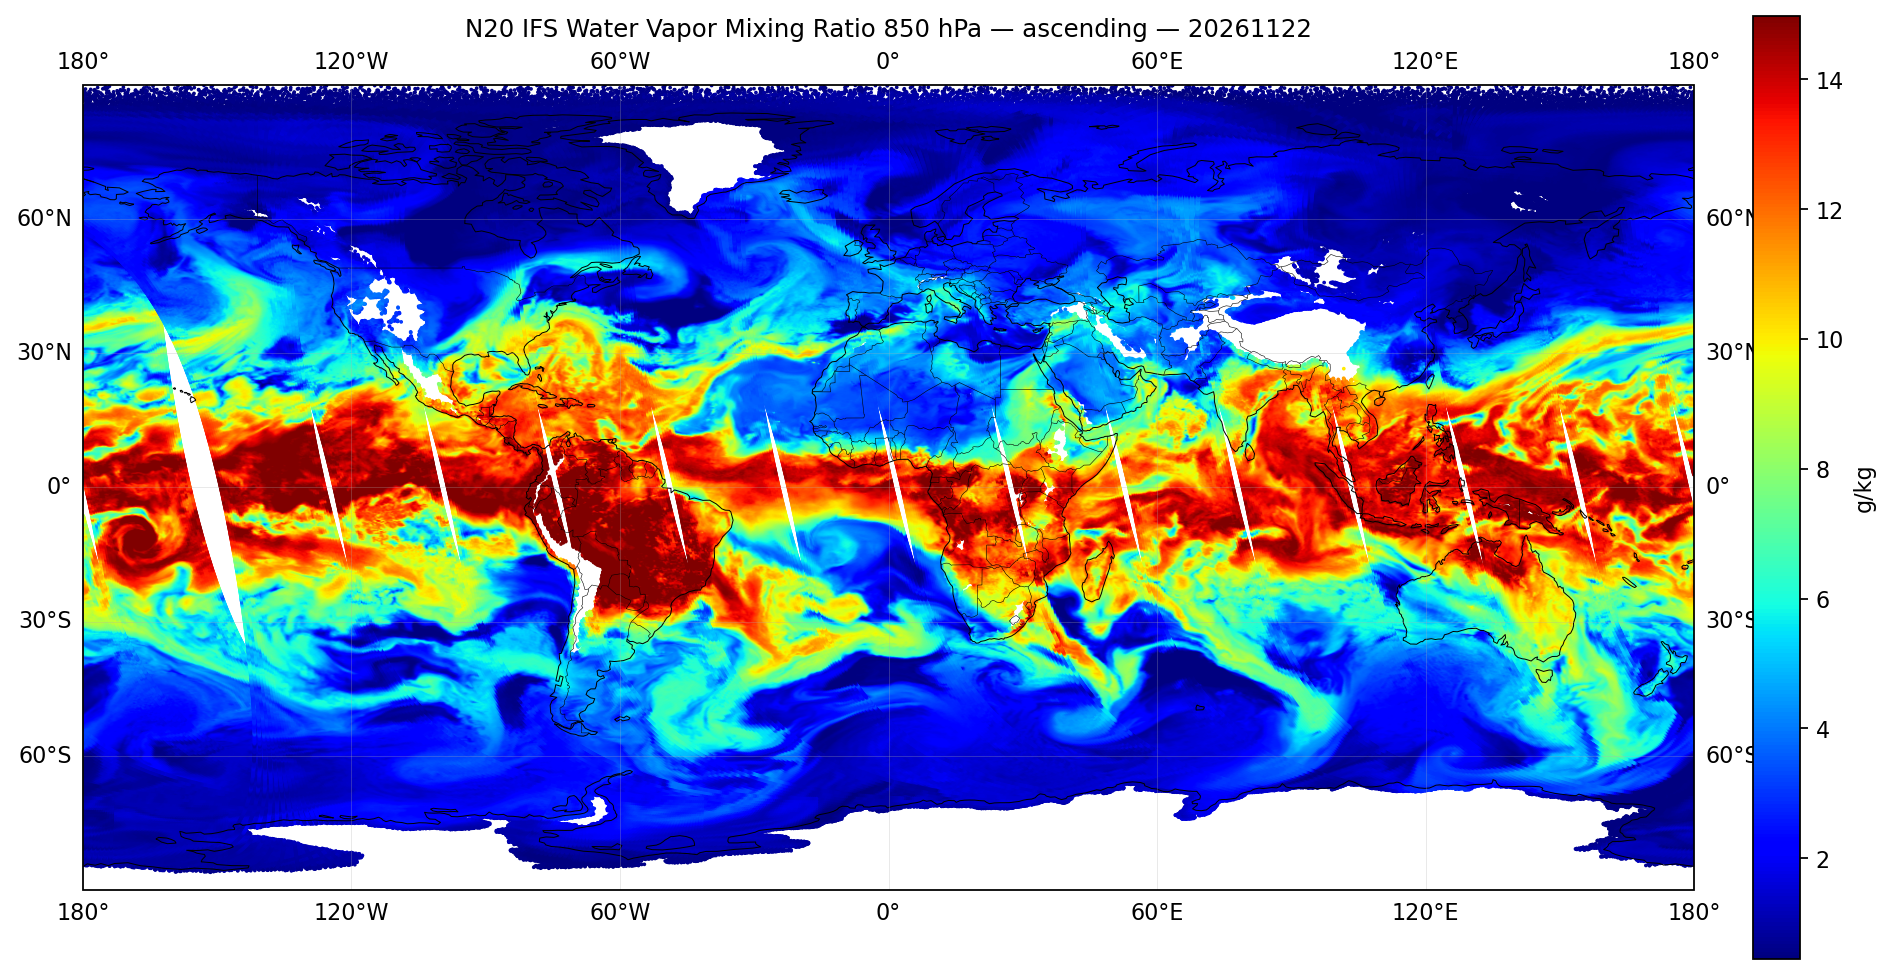 N20 IFS Water Vapor Mixing Ratio 850 hPa — ascending — 20261122
180° 120°W 60°W 0° 60°E 120°E 180°
60°N 60°N
30°N 30°N
0° 0°
30°S 30°S
60°S 60°S
180° 120°W 60°W 0° 60°E 120°E 180°
14
12
10
8
6
4
2
g/kg